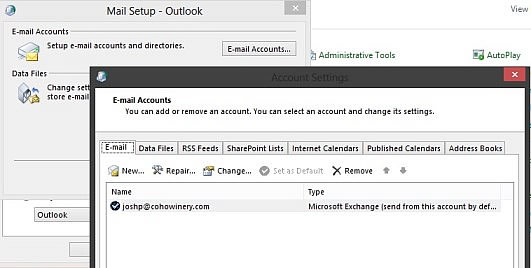 Mail Setup - Outlook
View
E-mail Accounts
Setup e-mail accounts and directories.
E-mail Accounts...
Administrative Tools
AutoPlay
Data Files
Change sett
store e-mail
Outlook
Account Settings
E-mail Accounts
You can add or remove an account. You can select an account and change its settings.
E-mail Data Files RSS Feeds SharePoint Lists Internet Calendars Published Calendars Address Books
New... Repair... Change... Set as Default Remove
Name Type
joshp@cohowinery.com Microsoft Exchange (send from this account by def...